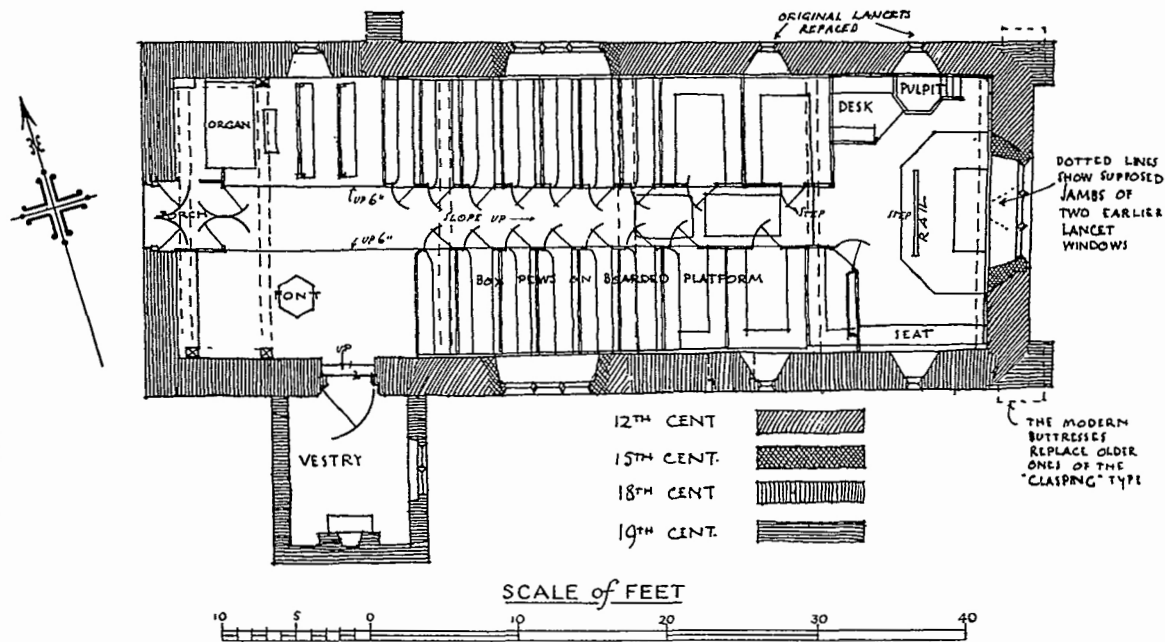 ORIGINAL LANCETS
REPACED
PULPIT
DESK
ORGAN
DOTTED LINES
SHOW SUPPOSED
JAMBS OF
TWO EARLIER
LANCET
WINDOWS
UP 6"
PORCH
SLOPE UP
STEP
STEP
RAIL
UP 6"
BOX PEWS ON BOARDED PLATFORM
FONT
SEAT
UP
VESTRY
12TH CENT
15TH CENT.
18TH CENT
19TH CENT.
THE MODERN
BUTTRESSES
REPLACE OLDER
ONES OF THE
"CLASPING" TYPE
SCALE of FEET
10 5 0 10 20 30 40